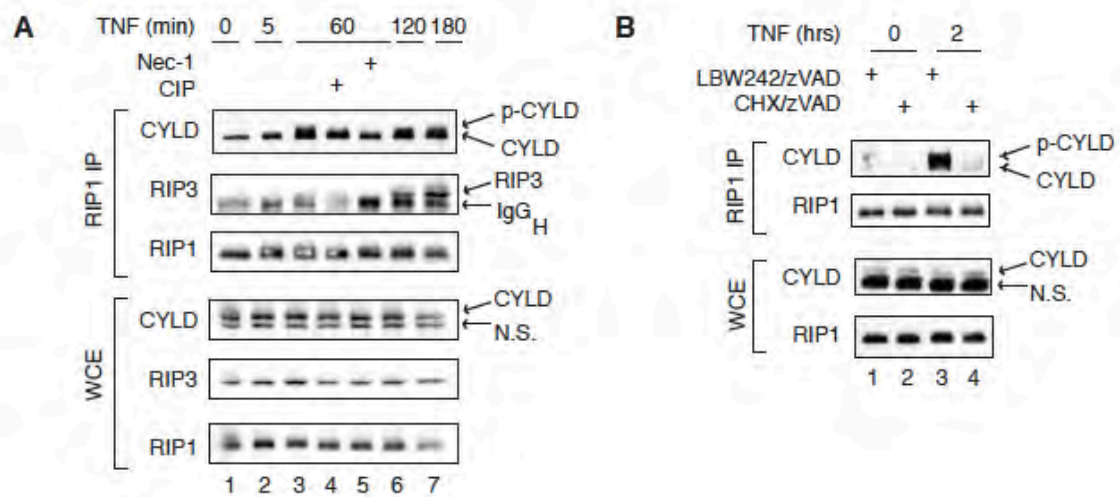 A
TNF (min) 0 5 60 120 180
Nec-1 +
CIP +
RIP1 IP
CYLD
p-CYLD
CYLD
RIP3
RIP3
IgG H
RIP1
WCE
CYLD
CYLD
N.S.
RIP3
RIP1
1 2 3 4 5 6 7
B
TNF (hrs) 0 2
LBW242/zVAD + +
CHX/zVAD + +
RIP1 IP
CYLD
p-CYLD
CYLD
RIP1
WCE
CYLD
CYLD
N.S.
RIP1
1 2 3 4